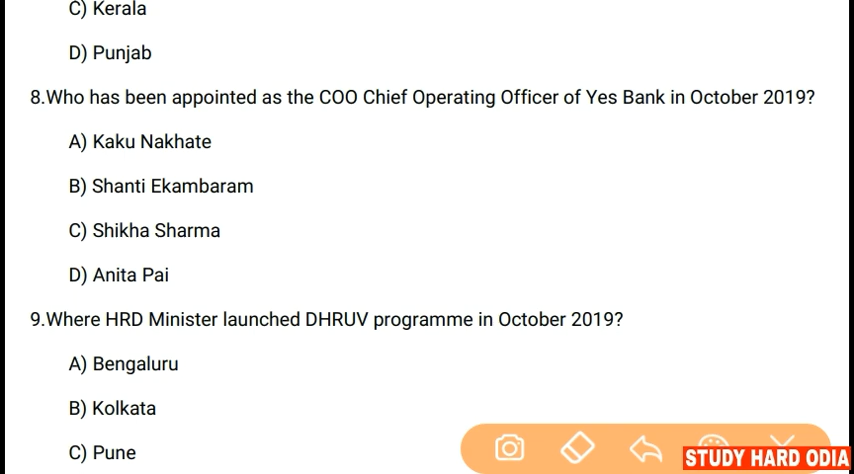 C) Kerala
D) Punjab
8.Who has been appointed as the COO Chief Operating Officer of Yes Bank in October 2019?
A) Kaku Nakhate
B) Shanti Ekambaram
C) Shikha Sharma
D) Anita Pai
9.Where HRD Minister launched DHRUV programme in October 2019?
A) Bengaluru
B) Kolkata
C) Pune
STUDY HARD ODIA